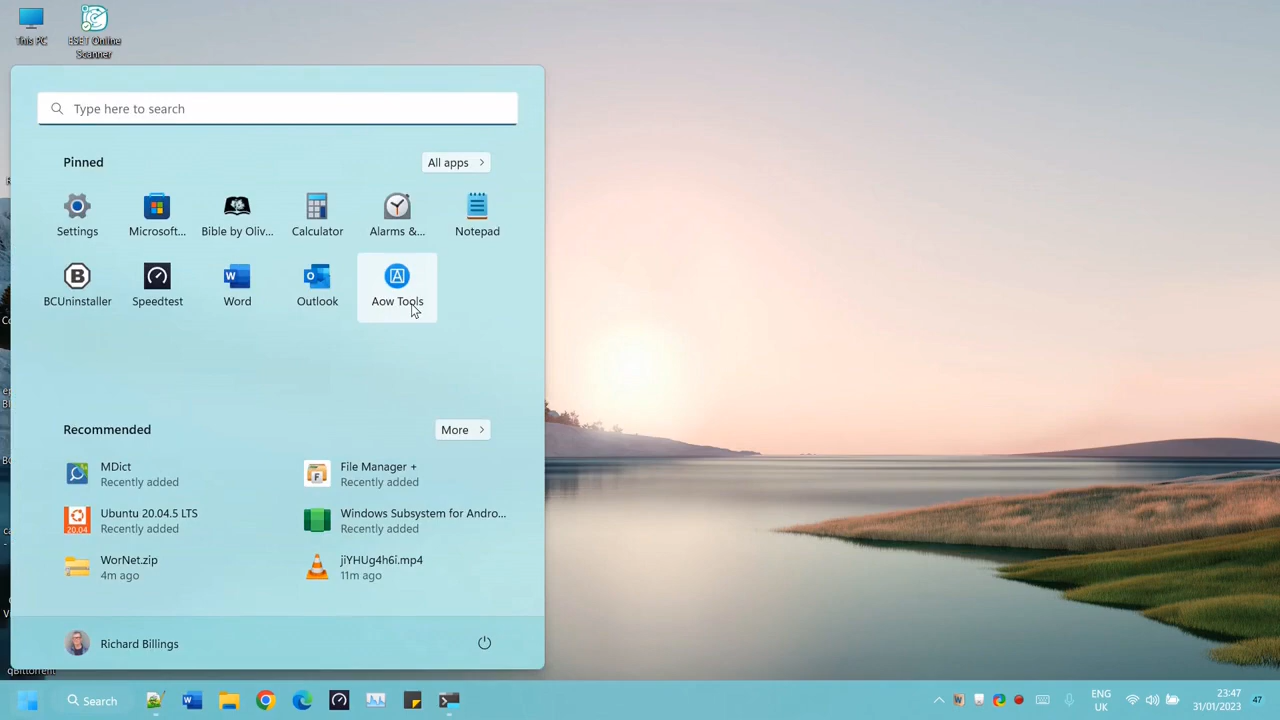 This PC
ESET Online
Scanner
Type here to search
Pinned
All apps
Settings
Microsoft...
Bible by Oliv...
Calculator
Alarms &...
Notepad
BCUninstaller
Speedtest
Word
Outlook
Aow Tools
Recommended
More
MDict
Recently added
File Manager +
Recently added
Ubuntu 20.04.5 LTS
Recently added
Windows Subsystem for Andro...
Recently added
WorNet.zip
4m ago
jiYHUg4h6i.mp4
11m ago
Richard Billings
qBittorrent
Search
ENG
UK
23:47
31/01/2023
47